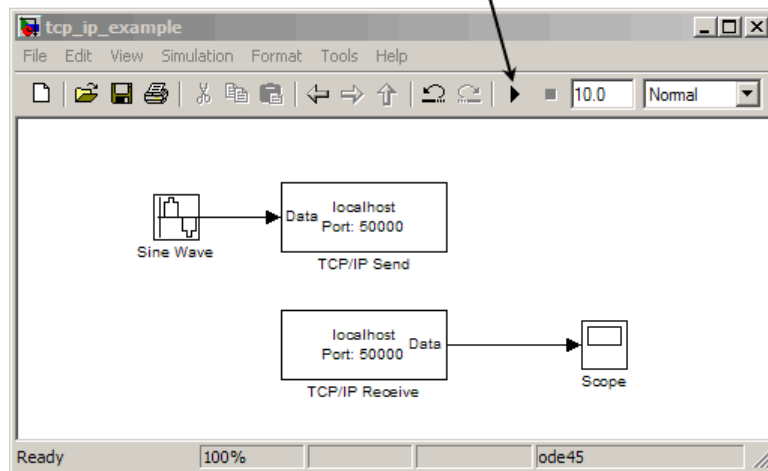 tcp_ip_example
File Edit View Simulation Format Tools Help
10.0 Normal
localhost
Data
Port: 50000
Sine Wave
TCP/IP Send
localhost
Data
Port: 50000
TCP/IP Receive
Scope
Ready 100% ode45